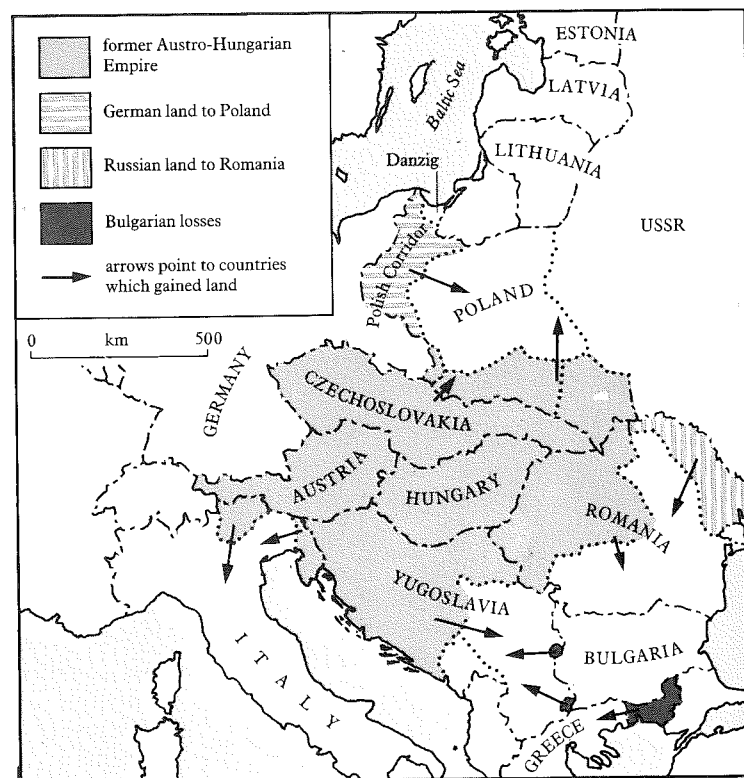 former Austro-Hungarian
Empire
German land to Poland
Russian land to Romania
Bulgarian losses
arrows point to countries
which gained land
0 km 500
ESTONIA
LATVIA
Baltic Sea
LITHUANIA
Danzig
USSR
Polish Corridor
POLAND
GERMANY
CZECHOSLOVAKIA
AUSTRIA
HUNGARY
ROMANIA
YUGOSLAVIA
ITALY
BULGARIA
GREECE